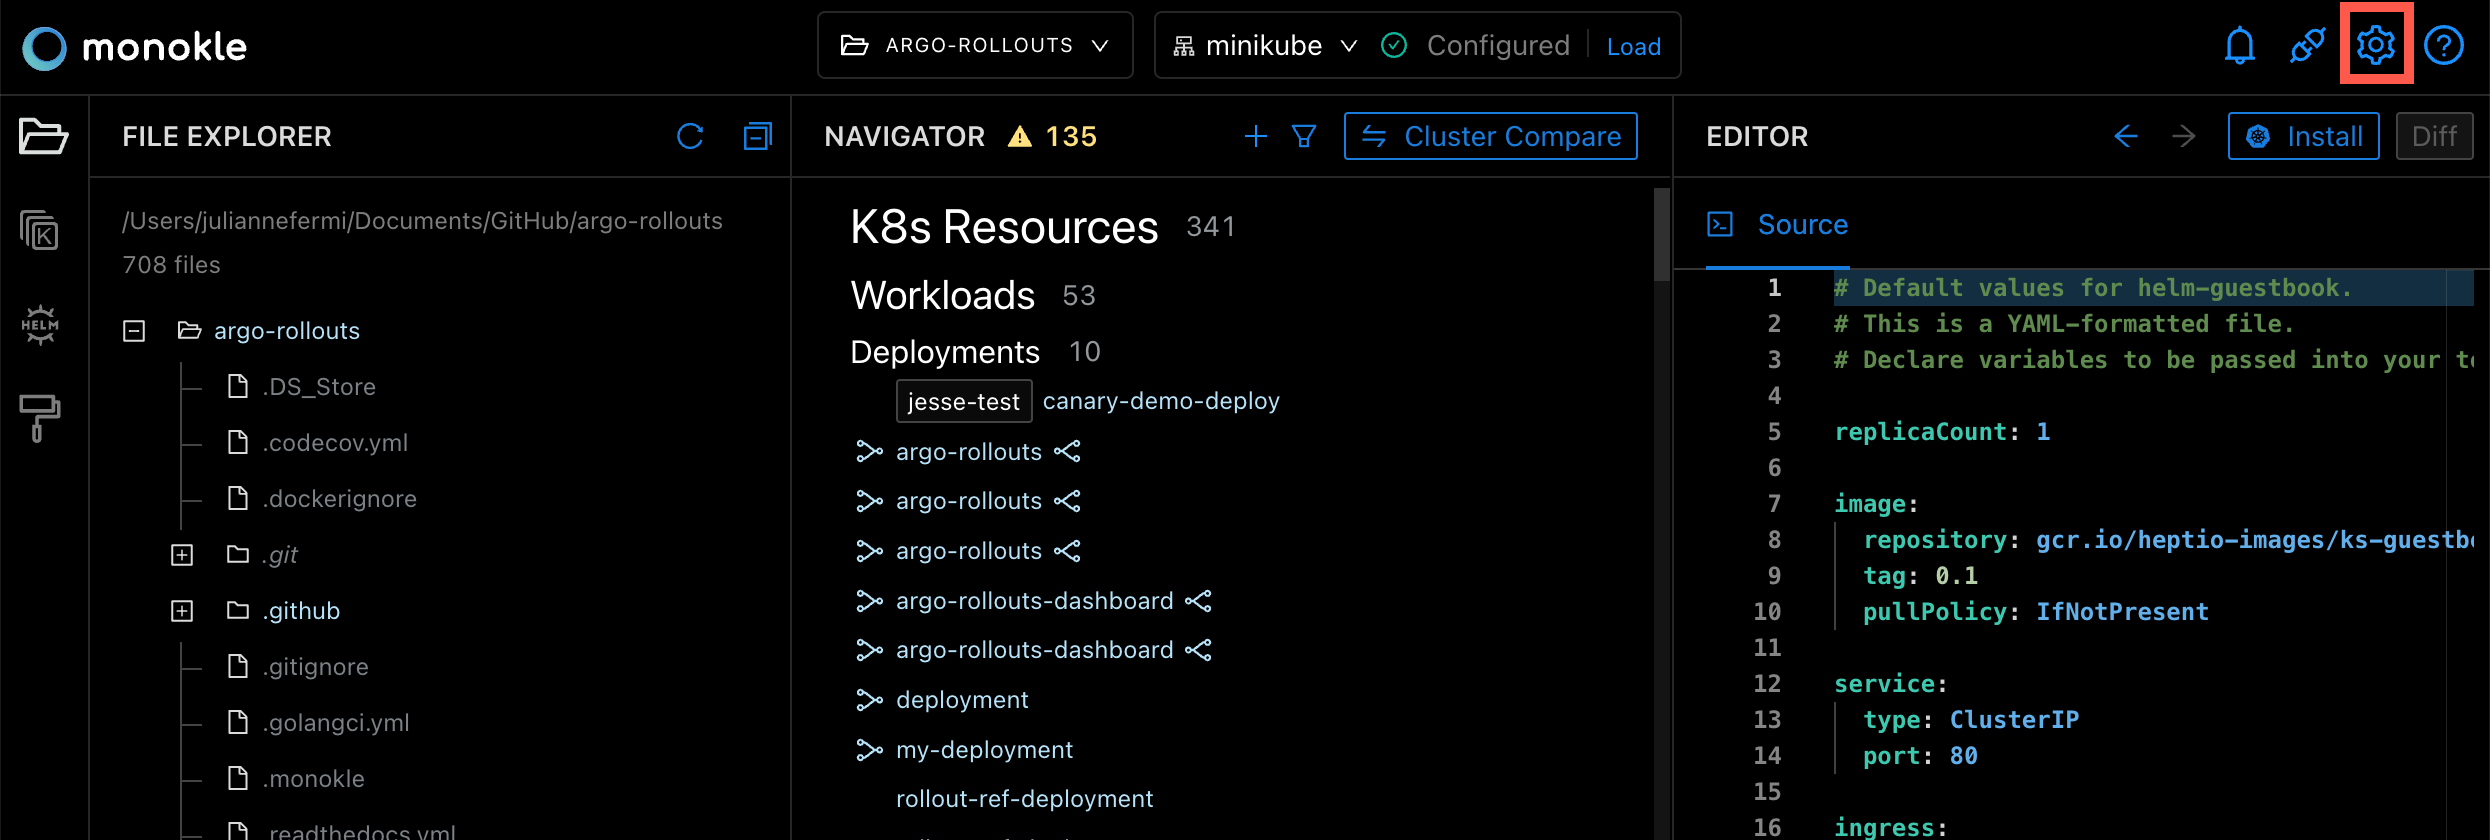 monokle
ARGO-ROLLOUTS
minikube Configured Load
FILE EXPLORER
/Users/juliannefermi/Documents/GitHub/argo-rollouts
708 files
HELM
argo-rollouts
.DS_Store
.codecov.yml
.dockerignore
.git
.github
.gitignore
.golangci.yml
.monokle
.readthedocs.yml
NAVIGATOR 135
Cluster Compare
K8s Resources 341
Workloads 53
Deployments 10
jesse-test canary-demo-deploy
argo-rollouts
argo-rollouts
argo-rollouts
argo-rollouts-dashboard
argo-rollouts-dashboard
deployment
my-deployment
rollout-ref-deployment
EDITOR
Install
Diff
Source
1 # Default values for helm-guestbook.
2 # This is a YAML-formatted file.
3 # Declare variables to be passed into your te
4
5 replicaCount: 1
6
7 image:
8 repository: gcr.io/heptio-images/ks-guestbo
9 tag: 0.1
10 pullPolicy: IfNotPresent
11
12 service:
13 type: ClusterIP
14 port: 80
15
16 ingress: